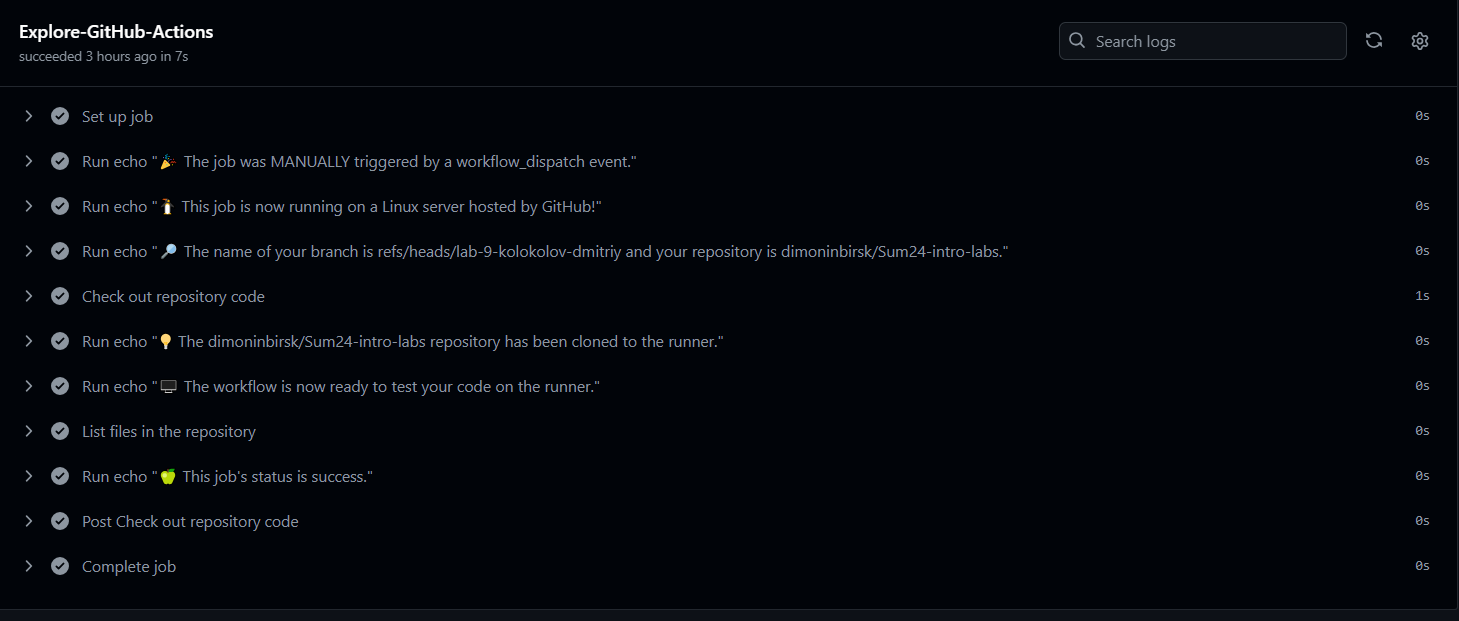 Explore-GitHub-Actions
succeeded 3 hours ago in 7s
Search logs
Set up job 0s
Run echo "🎉 The job was MANUALLY triggered by a workflow_dispatch event." 0s
Run echo "🐧 This job is now running on a Linux server hosted by GitHub!" 0s
Run echo "🔎 The name of your branch is refs/heads/lab-9-kolokolov-dmitriy and your repository is dimoninbirsk/Sum24-intro-labs." 0s
Check out repository code 1s
Run echo "💡 The dimoninbirsk/Sum24-intro-labs repository has been cloned to the runner." 0s
Run echo "🖥️ The workflow is now ready to test your code on the runner." 0s
List files in the repository 0s
Run echo "🍏 This job's status is success." 0s
Post Check out repository code 0s
Complete job 0s